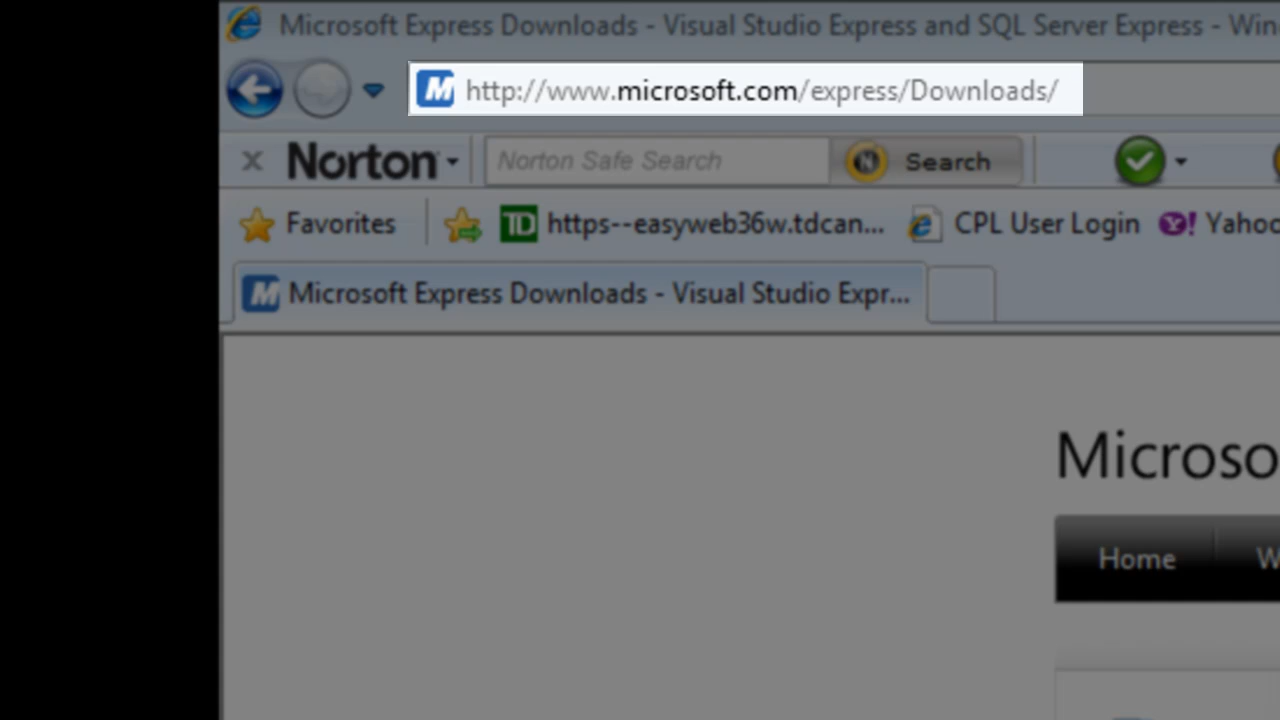 Microsoft Express Downloads - Visual Studio Express and SQL Server Express - Win
http://www.microsoft.com/express/Downloads/
x Norton Norton Safe Search N Search
Favorites TD https--easyweb36w.tdcan... CPL User Login Y! Yahoo
M Microsoft Express Downloads - Visual Studio Expr...
Microso
Home W